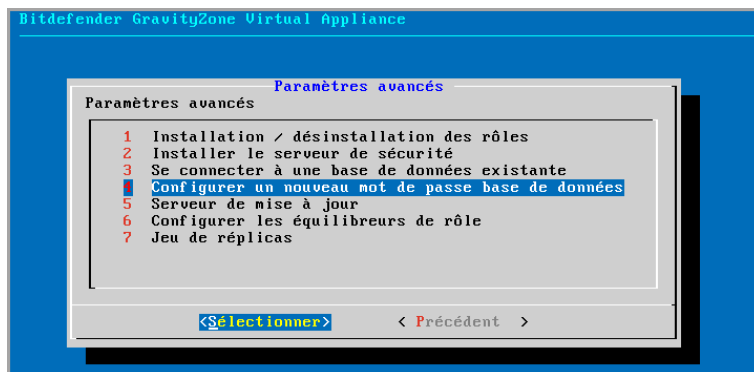 Bitdefender GravityZone Virtual Appliance
Paramètres avancés
Paramètres avancés
1 Installation / désinstallation des rôles
2 Installer le serveur de sécurité
3 Se connecter à une base de données existante
4 Configurer un nouveau mot de passe base de données
5 Serveur de mise à jour
6 Configurer les équilibreurs de rôle
7 Jeu de réplicas
<Sélectionner> < Précédent >